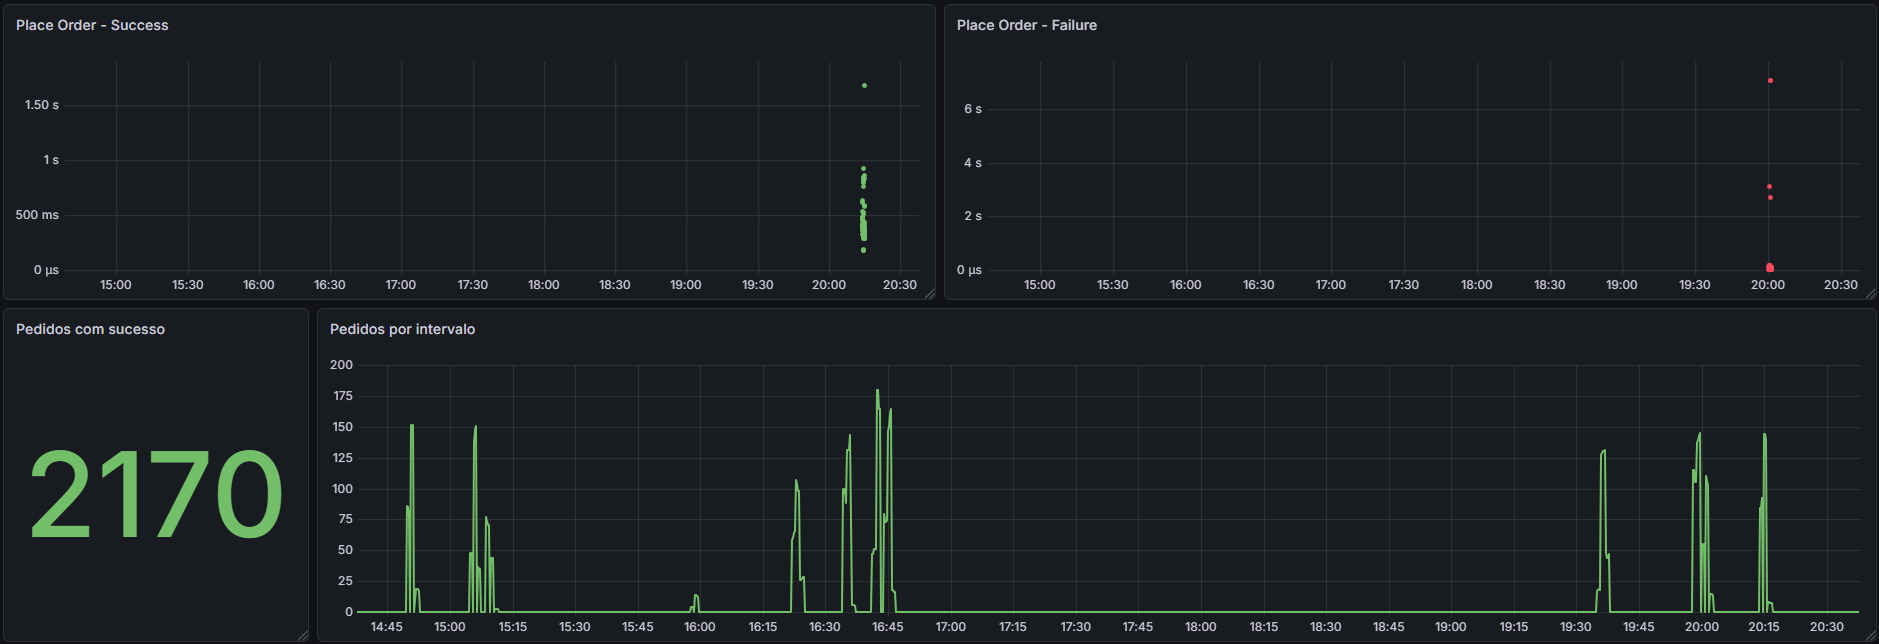 Place Order - Success
1.50 s
1 s
500 ms
0 µs
15:00 15:30 16:00 16:30 17:00 17:30 18:00 18:30 19:00 19:30 20:00 20:30
Place Order - Failure
6 s
4 s
2 s
0 µs
15:00 15:30 16:00 16:30 17:00 17:30 18:00 18:30 19:00 19:30 20:00 20:30
Pedidos com sucesso
2170
Pedidos por intervalo
200
175
150
125
100
75
50
25
0
14:45 15:00 15:15 15:30 15:45 16:00 16:15 16:30 16:45 17:00 17:15 17:30 17:45 18:00 18:15 18:30 18:45 19:00 19:15 19:30 19:45 20:00 20:15 20:30